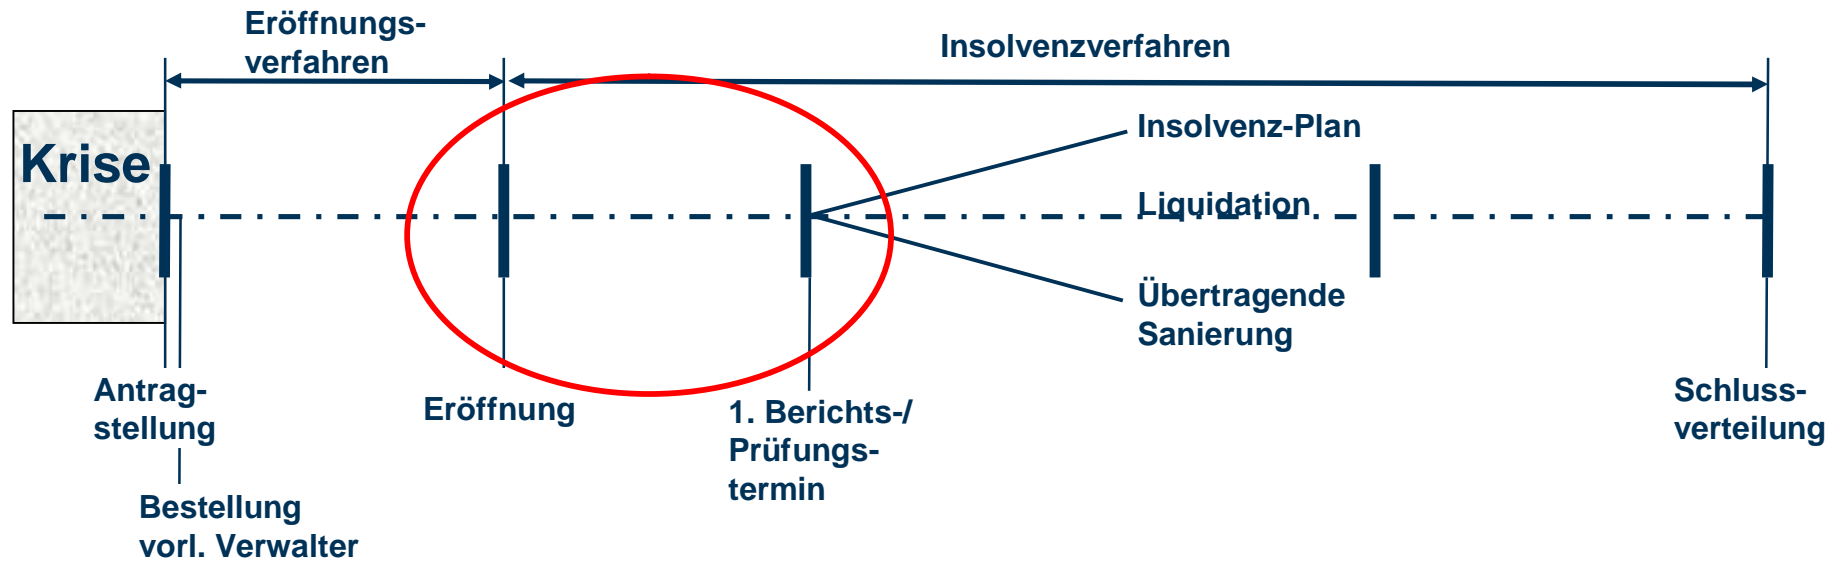 Eröffnungs-
verfahren
Insolvenzverfahren
Krise
Insolvenz-Plan
Liquidation
Übertragende
Sanierung
Antrag-
stellung
Eröffnung
1. Berichts-/
Prüfungs-
termin
Schluss-
verteilung
Bestellung
vorl. Verwalter